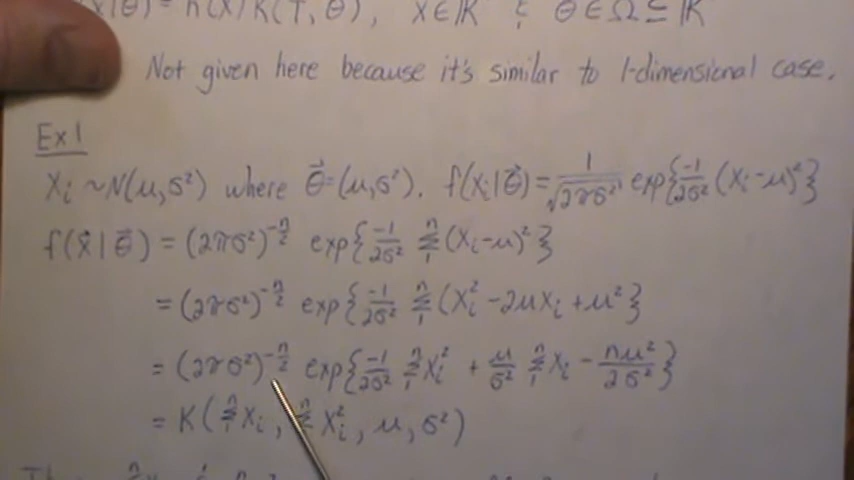 x|θ) = h(x) K(T, θ), x ∈ ℝ & θ ∈ Ω ⊆ ℝ
Not given here because it's similar to 1-dimensional case.
Ex 1
Xi ~ N(μ, σ²) where θ⃗ = (μ, σ²). f(xi|θ⃗) = 1/√(2πσ²) exp{-1/2σ² (xi-μ)²}
f(x⃗|θ⃗) = (2πσ²)^(-n/2) exp{-1/2σ² Σ₁ⁿ (xi-μ)²}
= (2πσ²)^(-n/2) exp{-1/2σ² Σ₁ⁿ (xi² - 2μxi + μ²}
= (2πσ²)^(-n/2) exp{-1/2σ² Σ₁ⁿ xi² + μ/σ² Σ₁ⁿ xi - nμ²/2σ²}
= K(Σ₁ⁿ xi, Σ xi², μ, σ²)